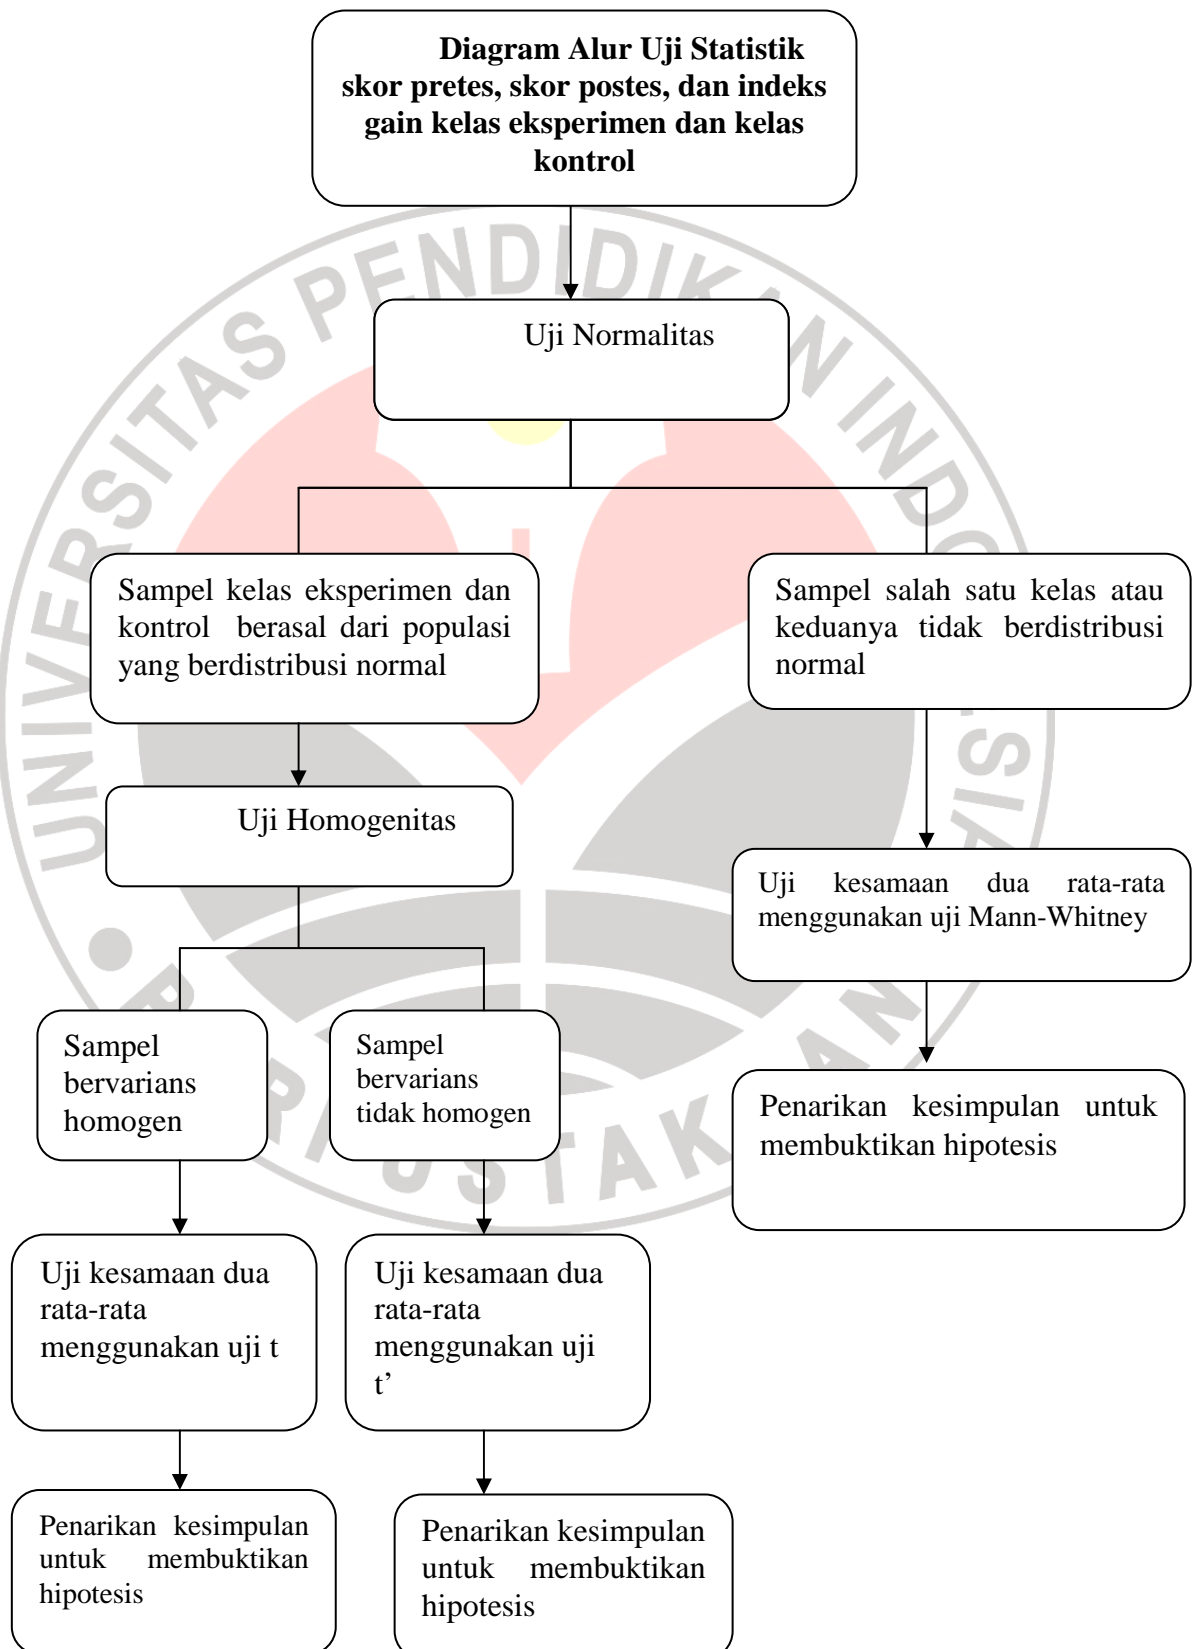 Diagram Alur Uji Statistik
skor pretes, skor postes, dan indeks
gain kelas eksperimen dan kelas
kontrol
Uji Normalitas
Sampel kelas eksperimen dan
kontrol berasal dari populasi
yang berdistribusi normal
Sampel salah satu kelas atau
keduanya tidak berdistribusi
normal
Uji Homogenitas
Uji kesamaan dua rata-rata
menggunakan uji Mann-Whitney
Sampel
bervarians
homogen
Sampel
bervarians
tidak homogen
Penarikan kesimpulan untuk
membuktikan hipotesis
Uji kesamaan dua
rata-rata
menggunakan uji t
Uji kesamaan dua
rata-rata
menggunakan uji
t’
Penarikan kesimpulan
untuk membuktikan
hipotesis
Penarikan kesimpulan
untuk membuktikan
hipotesis
UNIVERSITAS PENDIDIKAN